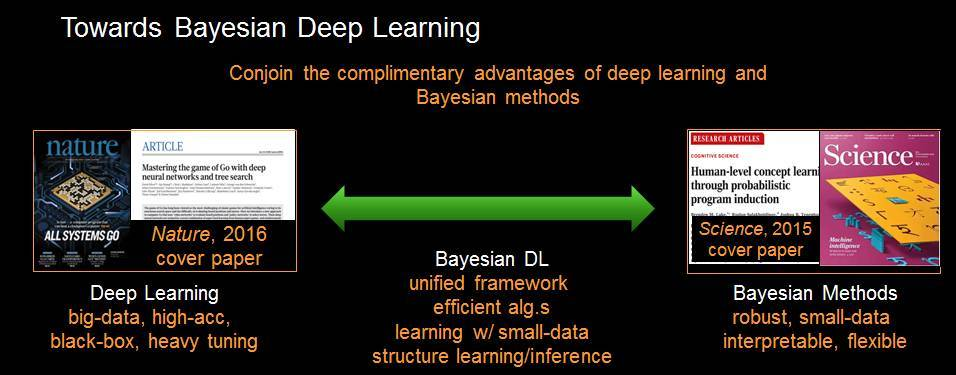 Towards Bayesian Deep Learning
Conjoin the complimentary advantages of deep learning and
Bayesian methods
nature
ALL SYSTEMS GO
ARTICLE
Mastering the game of Go with deep
neural networks and tree search
Nature, 2016
cover paper
Deep Learning
big-data, high-acc,
black-box, heavy tuning
Bayesian DL
unified framework
efficient alg.s
learning w/ small-data
structure learning/inference
RESEARCH ARTICLES
COGNITIVE SCIENCE
Human-level concept learni
through probabilistic
program induction
Science, 2015
cover paper
Science
Machine
intelligence
Bayesian Methods
robust, small-data
interpretable, flexible